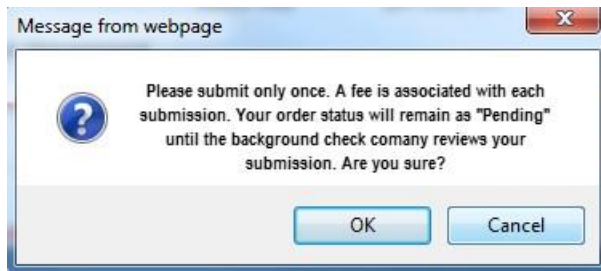 Message from webpage
Please submit only once. A fee is associated with each
submission. Your order status will remain as "Pending"
until the background check comany reviews your
submission. Are you sure?
OK
Cancel